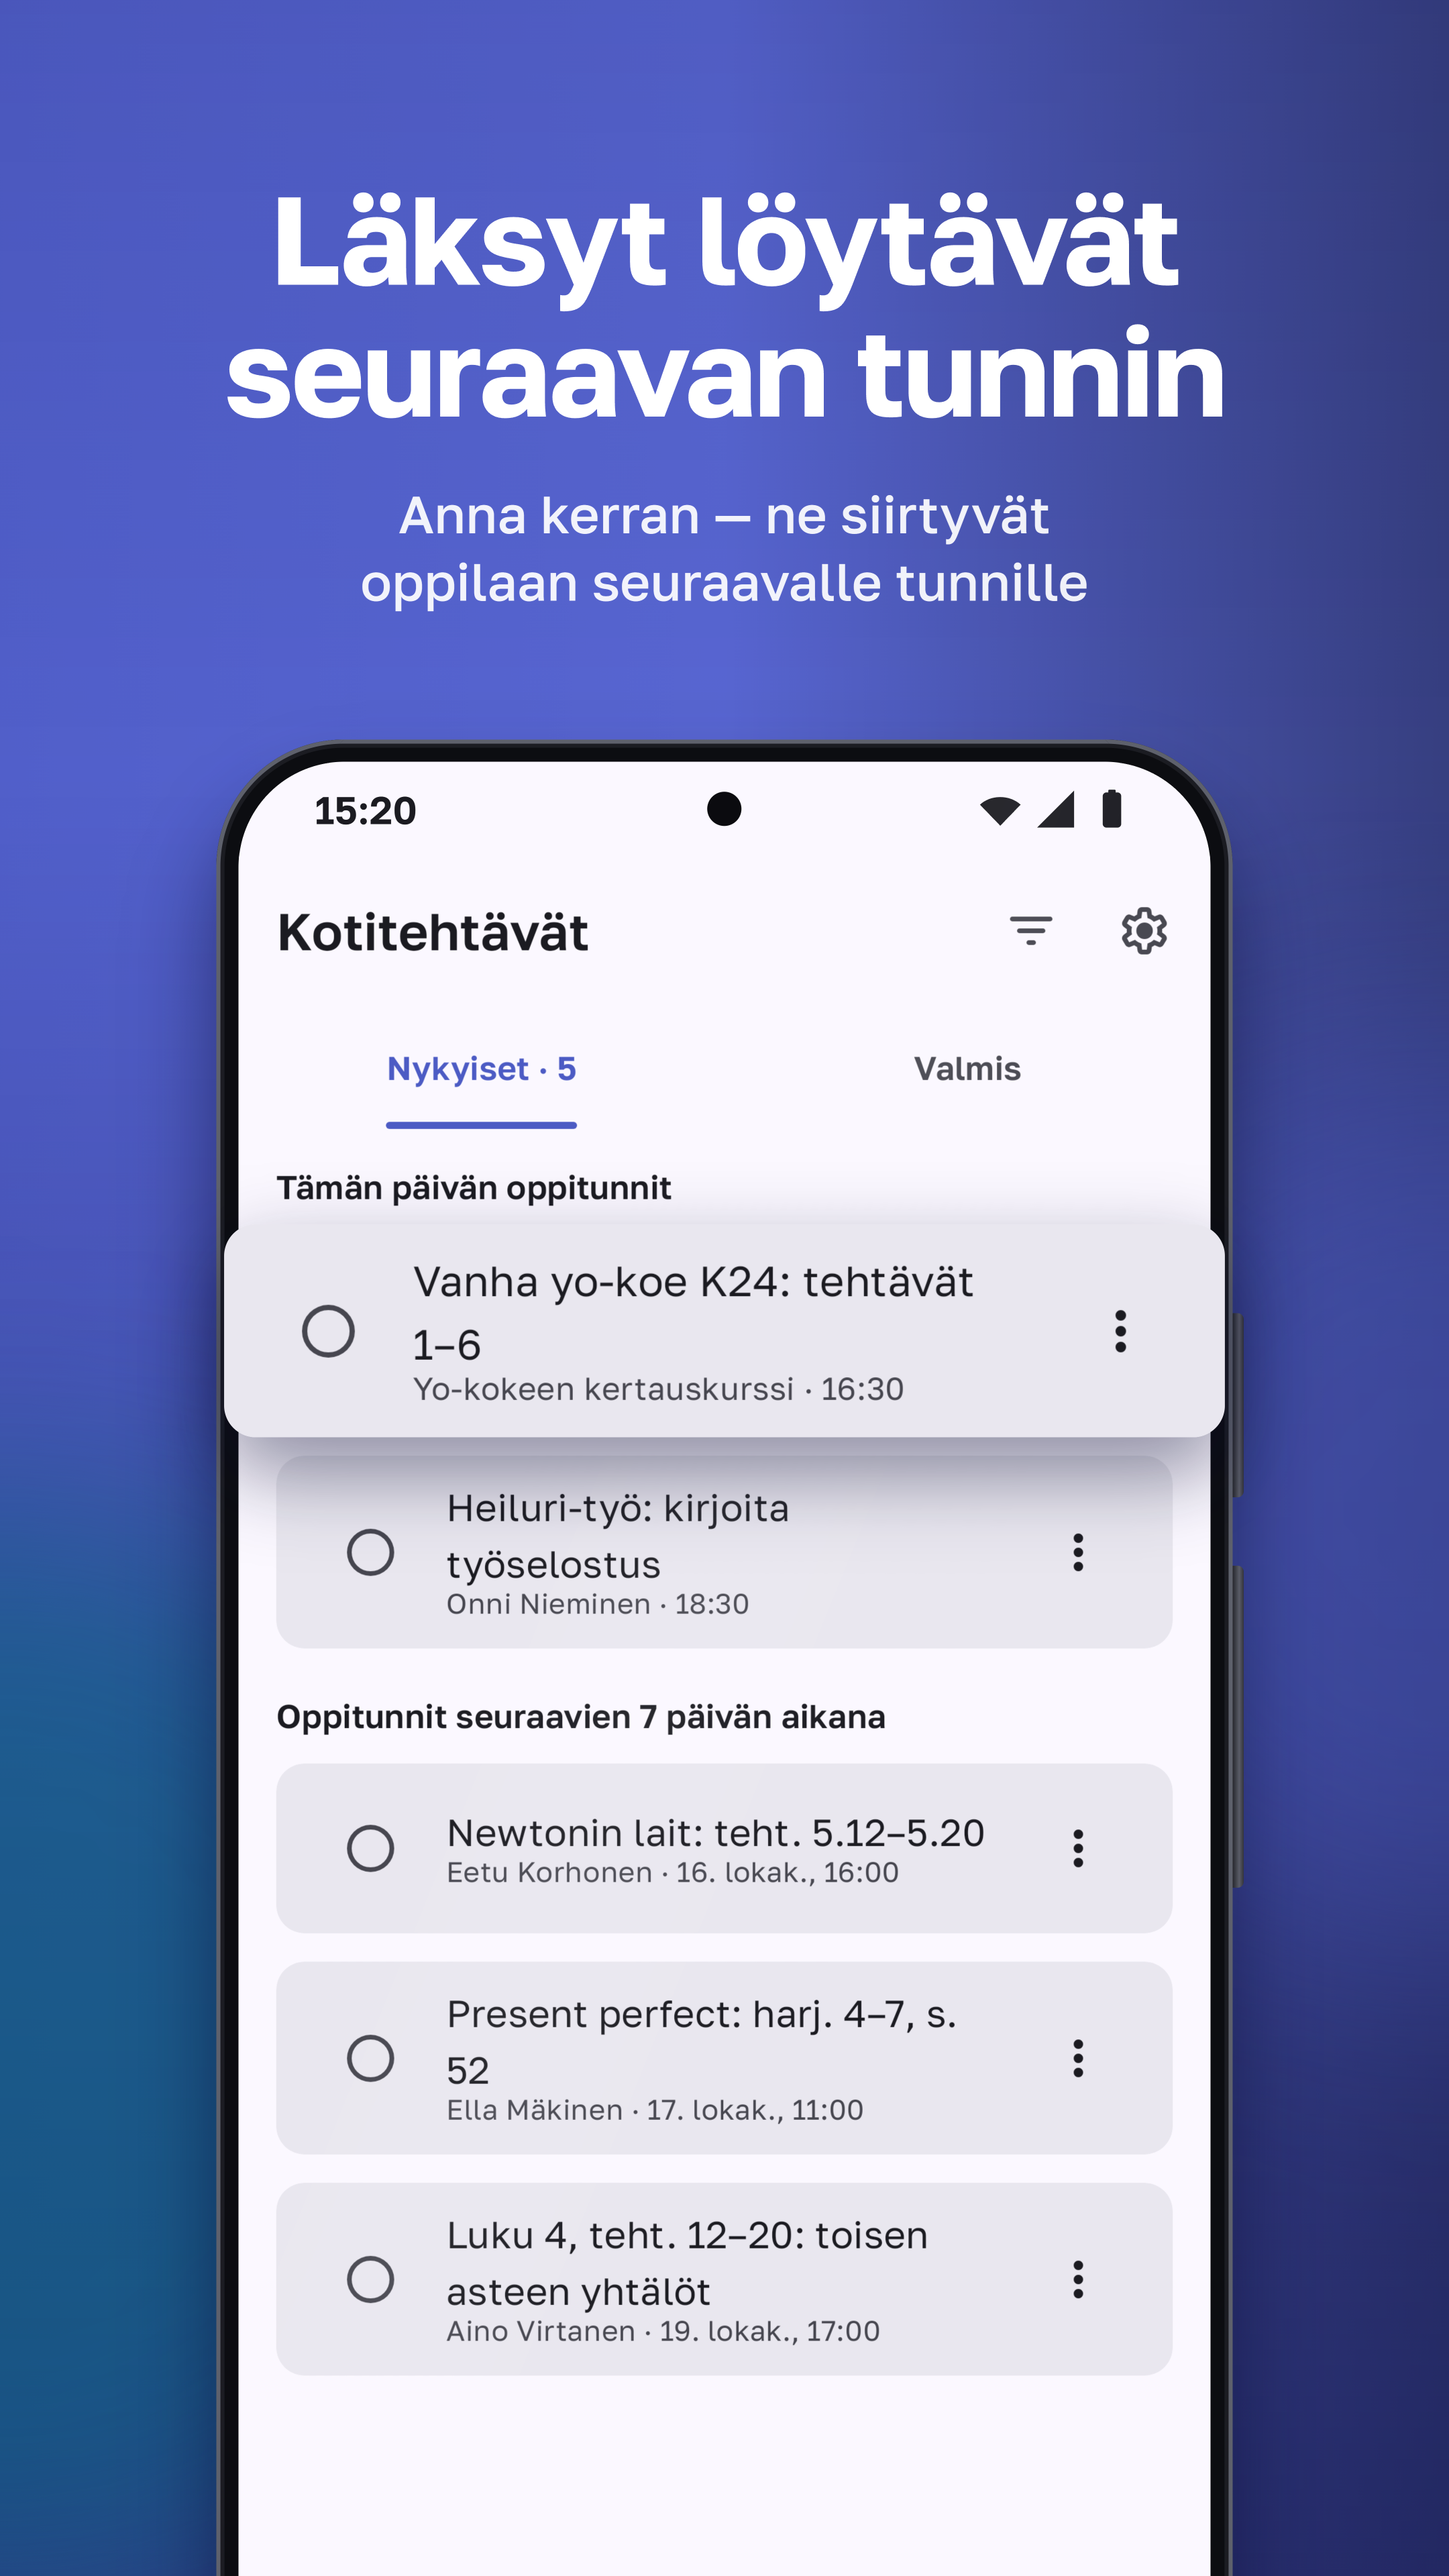 Läksyt löytävät
seuraavan tunnin
Anna kerran — ne siirtyvät
oppilaan seuraavalle tunnille
15:20
Kotitehtävät
Nykyiset · 5
Valmis
Tämän päivän oppitunnit
Vanha yo-koe K24: tehtävät
1–6
Yo-kokeen kertauskurssi · 16:30
Heiluri-työ: kirjoita
työselostus
Onni Nieminen · 18:30
Oppitunnit seuraavien 7 päivän aikana
Newtonin lait: teht. 5.12–5.20
Eetu Korhonen · 16. lokak., 16:00
Present perfect: harj. 4–7, s.
52
Ella Mäkinen · 17. lokak., 11:00
Luku 4, teht. 12–20: toisen
asteen yhtälöt
Aino Virtanen · 19. lokak., 17:00